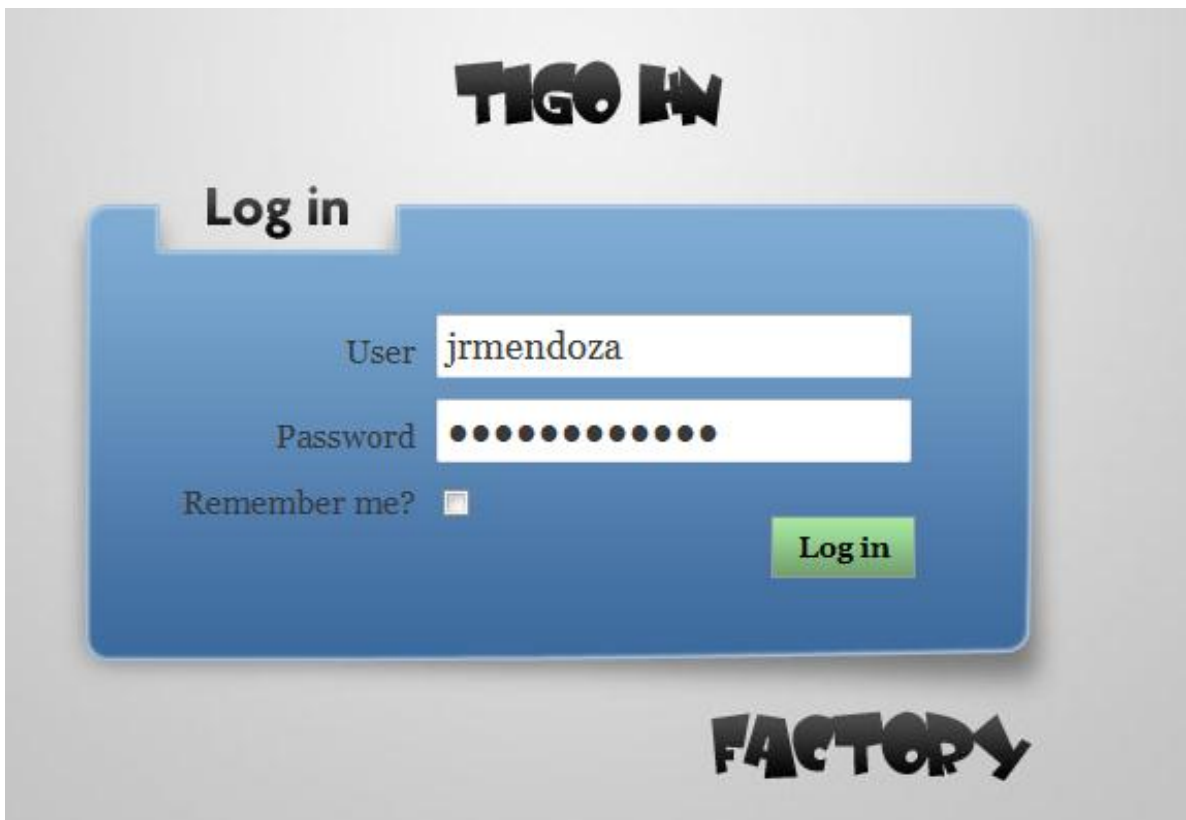 TIGO HN
Log in
User jrmendoza
Password ●●●●●●●●●●●●
Remember me?
Log in
FACTORY